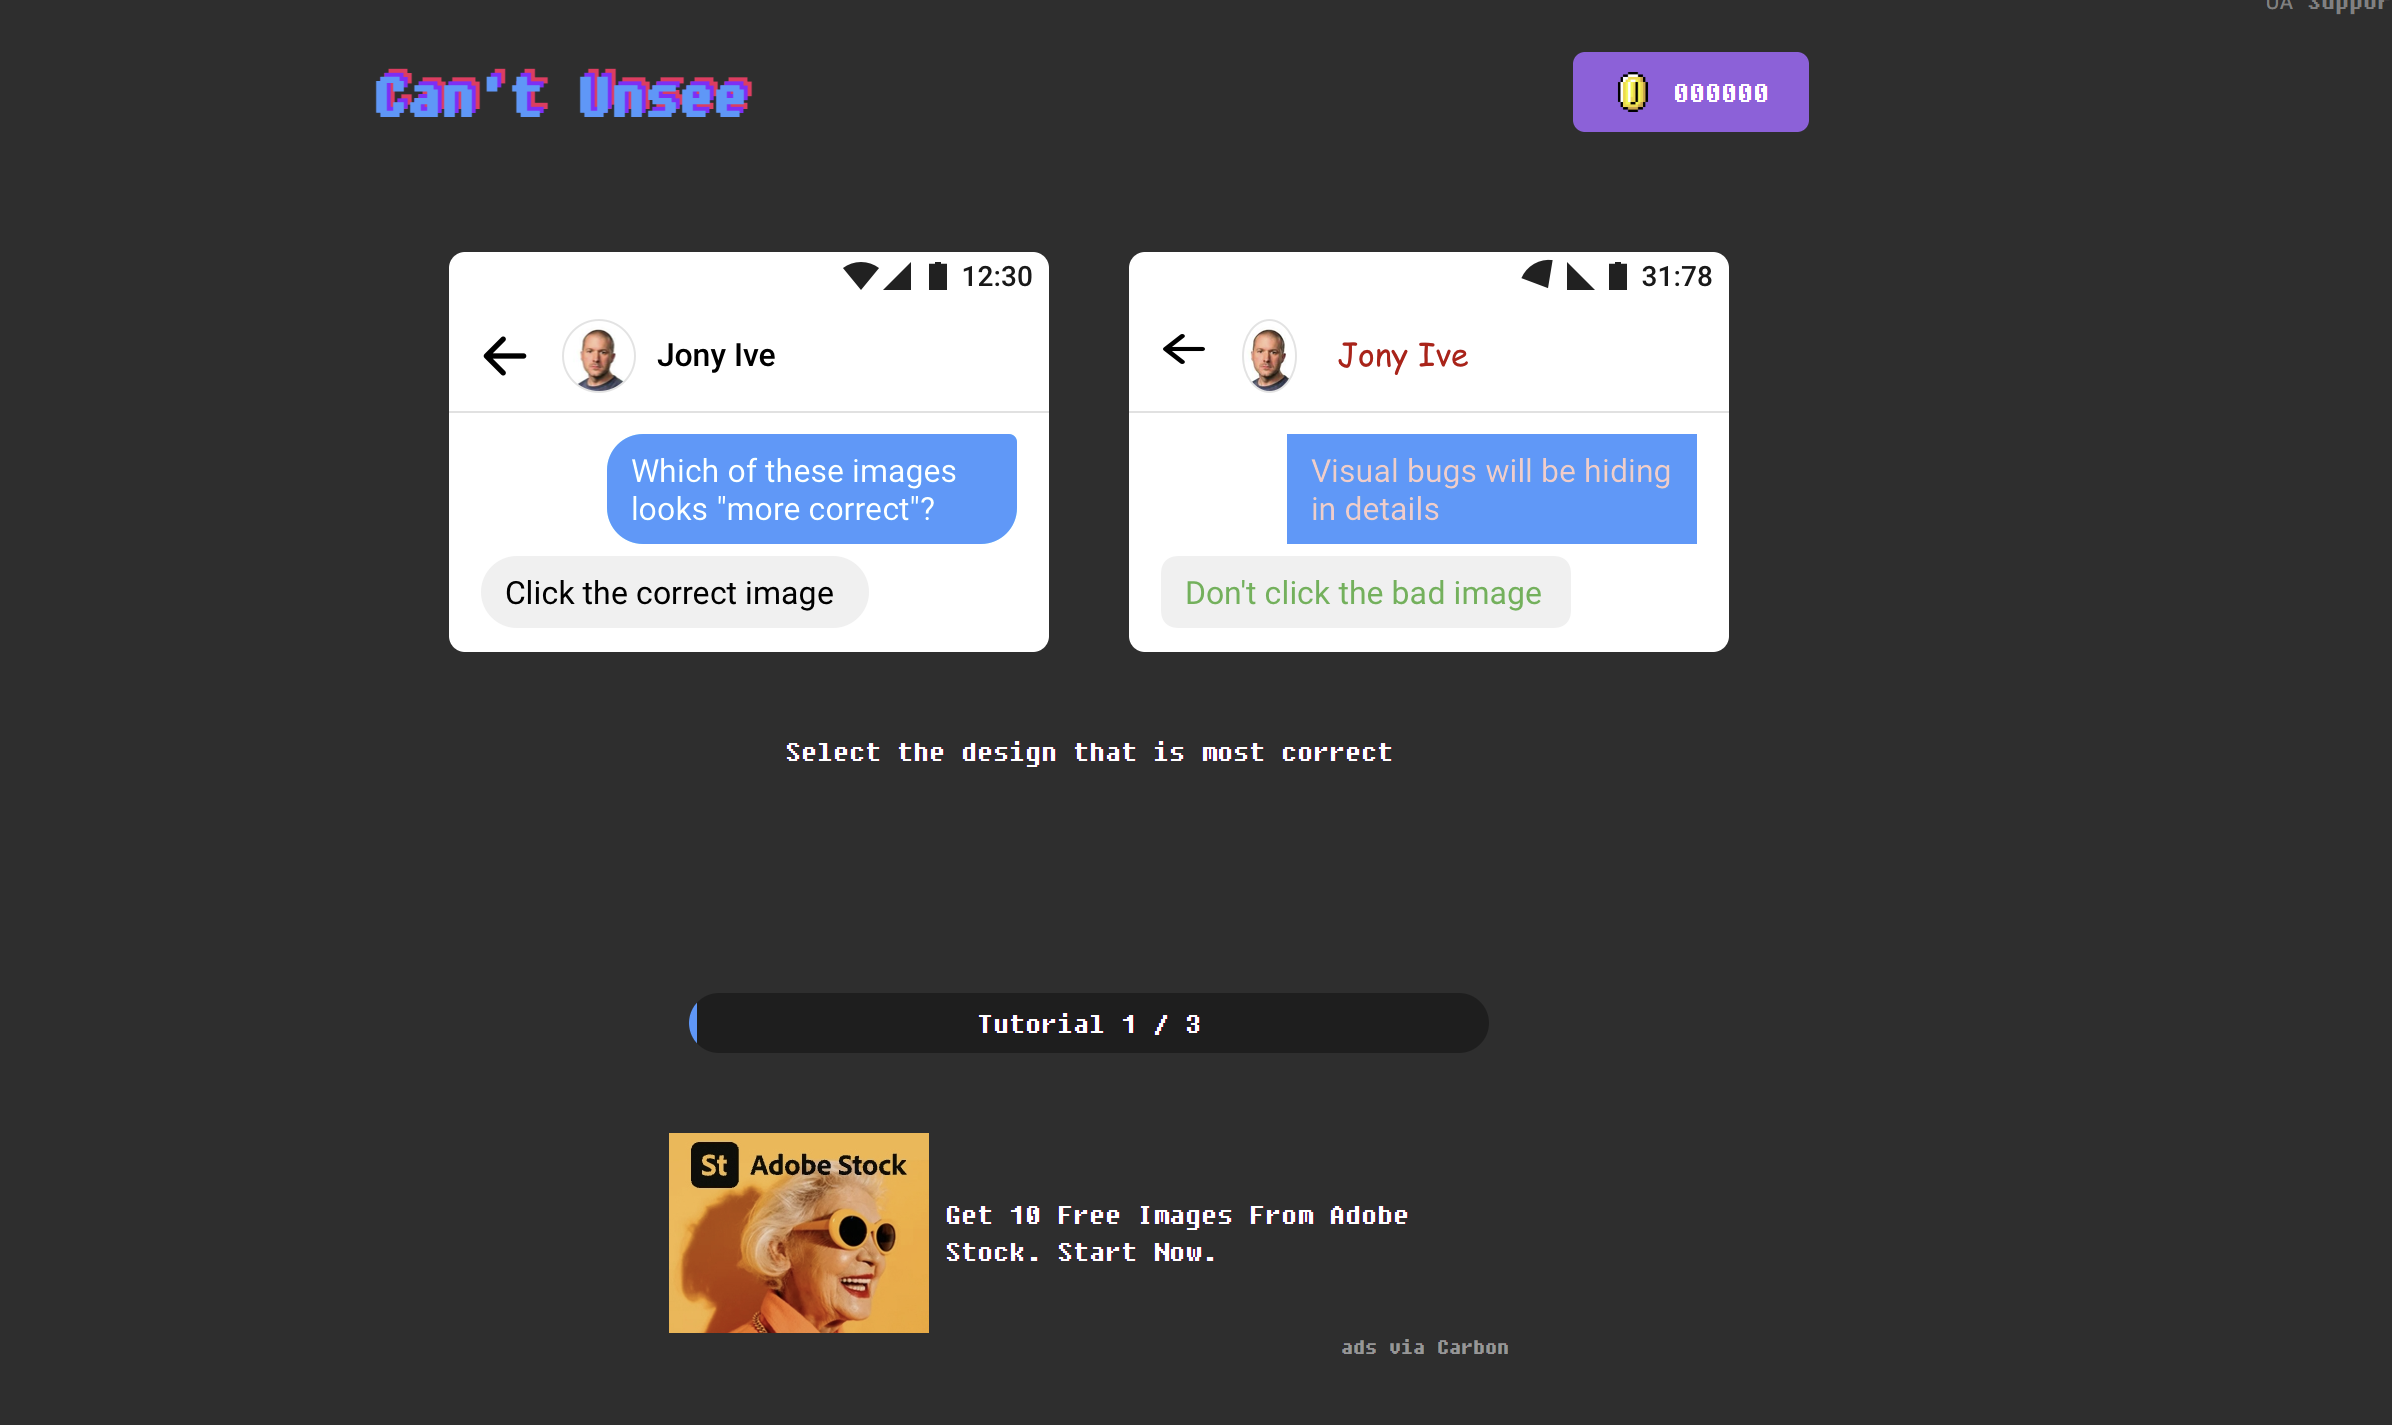 Can't Unsee
000000
12:30
Jony Ive
Which of these images
looks "more correct"?
Click the correct image
31:78
Jony Ive
Visual bugs will be hiding
in details
Don't click the bad image
Select the design that is most correct
Tutorial 1 / 3
St Adobe Stock
Get 10 Free Images From Adobe
Stock. Start Now.
ads via Carbon